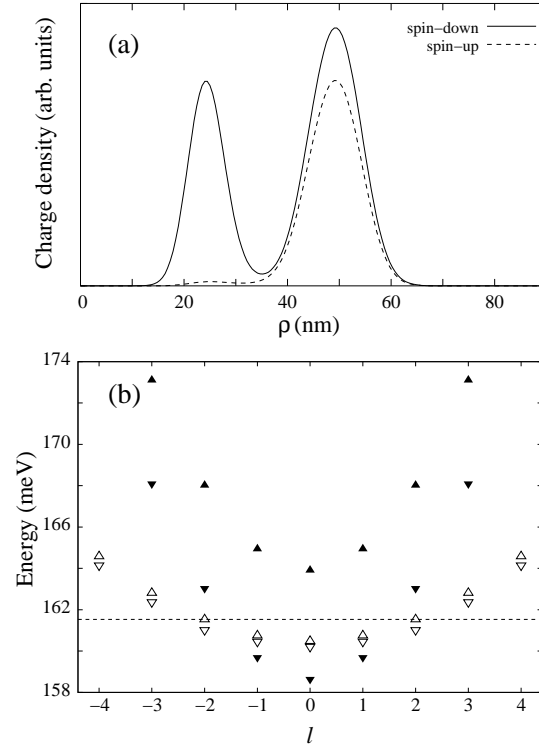 (a)
spin−down
spin−up
Charge density (arb. units)
0 20 40 60 80
ρ (nm)
(b)
174
170
166
162
158
Energy (meV)
−4 −3 −2 −1 0 1 2 3 4
l